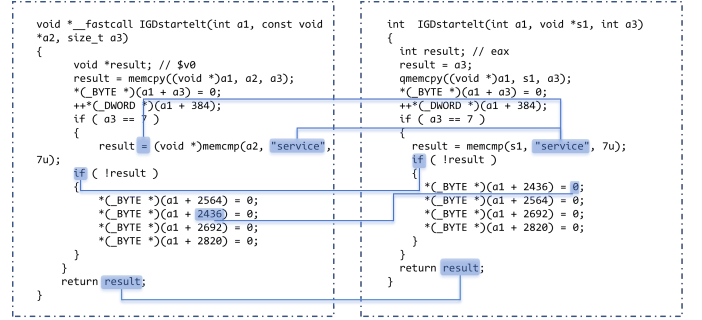 void *__fastcall IGDstartelt(int a1, const void
*a2, size_t a3)
{
void *result; // $v0
result = memcpy((void *)a1, a2, a3);
*(_BYTE *)(a1 + a3) = 0;
++*(_DWORD *)(a1 + 384);
if ( a3 == 7 )
{
result = (void *)memcmp(a2, "service",
7u);
if ( !result )
{
*(_BYTE *)(a1 + 2564) = 0;
*(_BYTE *)(a1 + 2436) = 0;
*(_BYTE *)(a1 + 2692) = 0;
*(_BYTE *)(a1 + 2820) = 0;
}
}
return result;
}
int IGDstartelt(int a1, void *s1, int a3)
{
int result; // eax
result = a3;
qmemcpy((void *)a1, s1, a3);
*(_BYTE *)(a1 + a3) = 0;
++*(_DWORD *)(a1 + 384);
if ( a3 == 7 )
{
result = memcmp(s1, "service", 7u);
if ( !result )
{
*(_BYTE *)(a1 + 2436) = 0;
*(_BYTE *)(a1 + 2564) = 0;
*(_BYTE *)(a1 + 2692) = 0;
*(_BYTE *)(a1 + 2820) = 0;
}
}
return result;
}